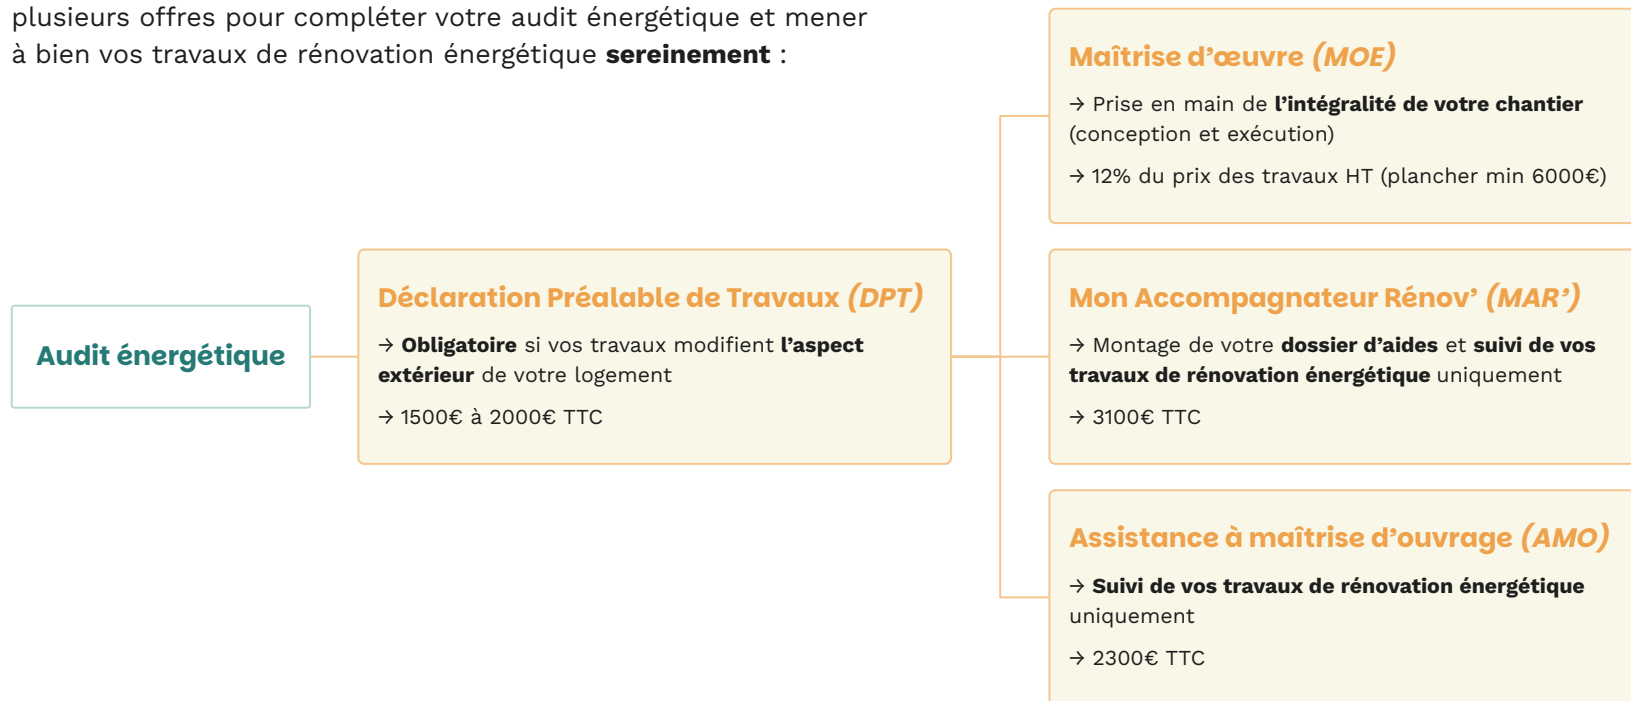 plusieurs offres pour compléter votre audit énergétique et mener
à bien vos travaux de rénovation énergétique sereinement :
Audit énergétique
Déclaration Préalable de Travaux (DPT)
→ Obligatoire si vos travaux modifient l’aspect
extérieur de votre logement
→ 1500€ à 2000€ TTC
Maîtrise d’œuvre (MOE)
→ Prise en main de l’intégralité de votre chantier
(conception et exécution)
→ 12% du prix des travaux HT (plancher min 6000€)
Mon Accompagnateur Rénov’ (MAR’)
→ Montage de votre dossier d’aides et suivi de vos
travaux de rénovation énergétique uniquement
→ 3100€ TTC
Assistance à maîtrise d’ouvrage (AMO)
→ Suivi de vos travaux de rénovation énergétique
uniquement
→ 2300€ TTC